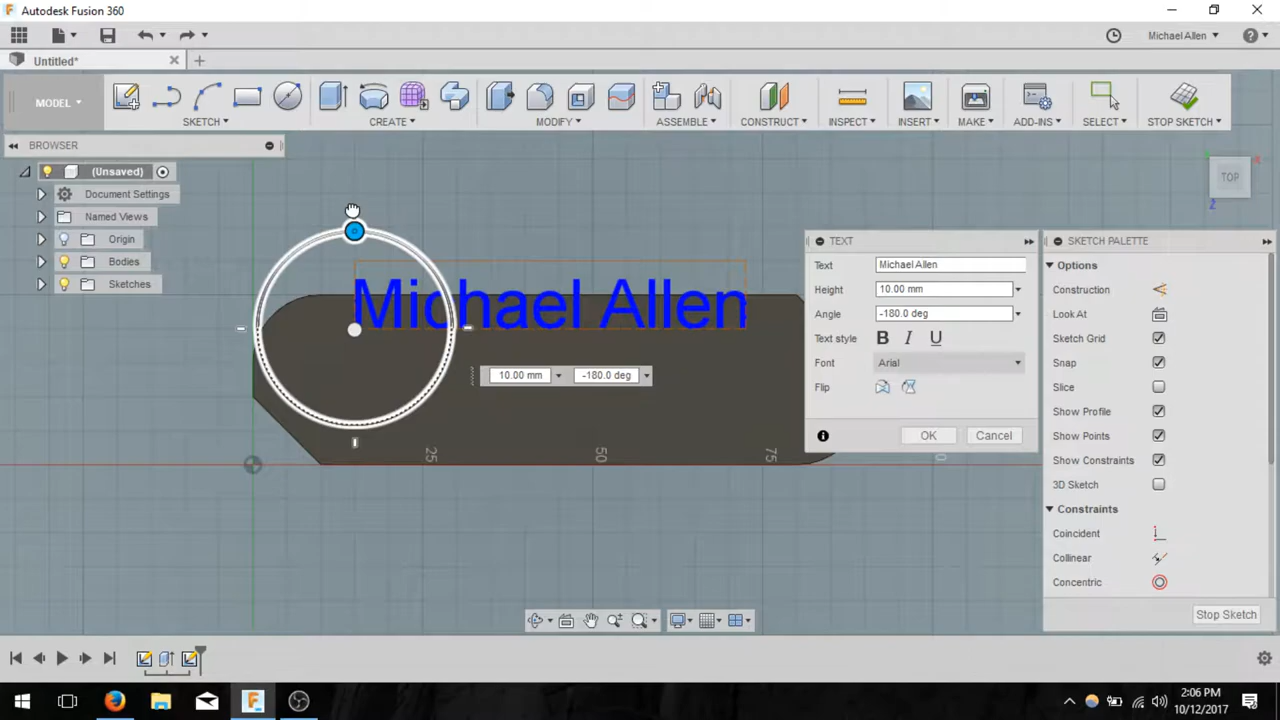 Autodesk Fusion 360
Michael Allen
Untitled*
MODEL
SKETCH
CREATE
MODIFY
ASSEMBLE
CONSTRUCT
INSPECT
INSERT
MAKE
ADD-INS
SELECT
STOP SKETCH
BROWSER
(Unsaved)
Document Settings
Named Views
Origin
Bodies
Sketches
TOP
X
Z
Michael Allen
10.00 mm
-180.0 deg
25
50
75
TEXT
Text Michael Allen
Height 10.00 mm
Angle -180.0 deg
Text style B I U
Font Arial
Flip
OK Cancel
SKETCH PALETTE
Options
Construction
Look At
Sketch Grid
Snap
Slice
Show Profile
Show Points
Show Constraints
3D Sketch
Constraints
Coincident
Collinear
Concentric
Stop Sketch
2:06 PM
10/12/2017